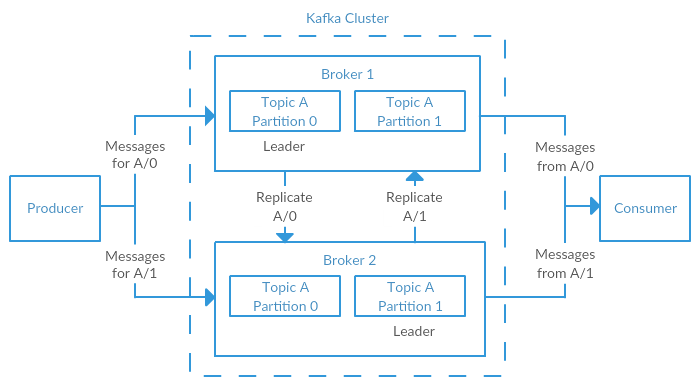 Kafka Cluster
Broker 1
Topic A
Partition 0
Topic A
Partition 1
Leader
Messages
for A/0
Messages
from A/0
Replicate
A/0
Replicate
A/1
Producer
Consumer
Messages
for A/1
Messages
from A/1
Broker 2
Topic A
Partition 0
Topic A
Partition 1
Leader